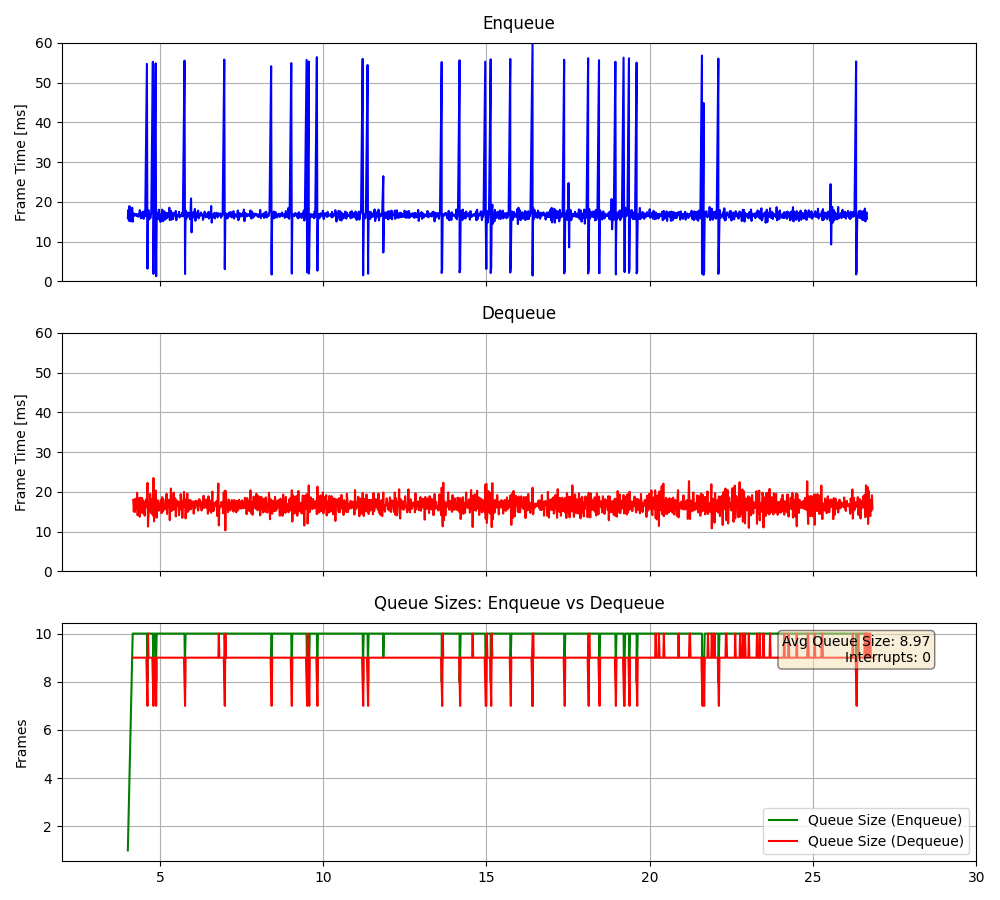 Enqueue
60
50
40
30
20
10
0
Frame Time [ms]
Dequeue
60
50
40
30
20
10
0
Frame Time [ms]
Queue Sizes: Enqueue vs Dequeue
10
8
6
4
2
Frames
Avg Queue Size: 8.97
Interrupts: 0
Queue Size (Enqueue)
Queue Size (Dequeue)
5
10
15
20
25
30